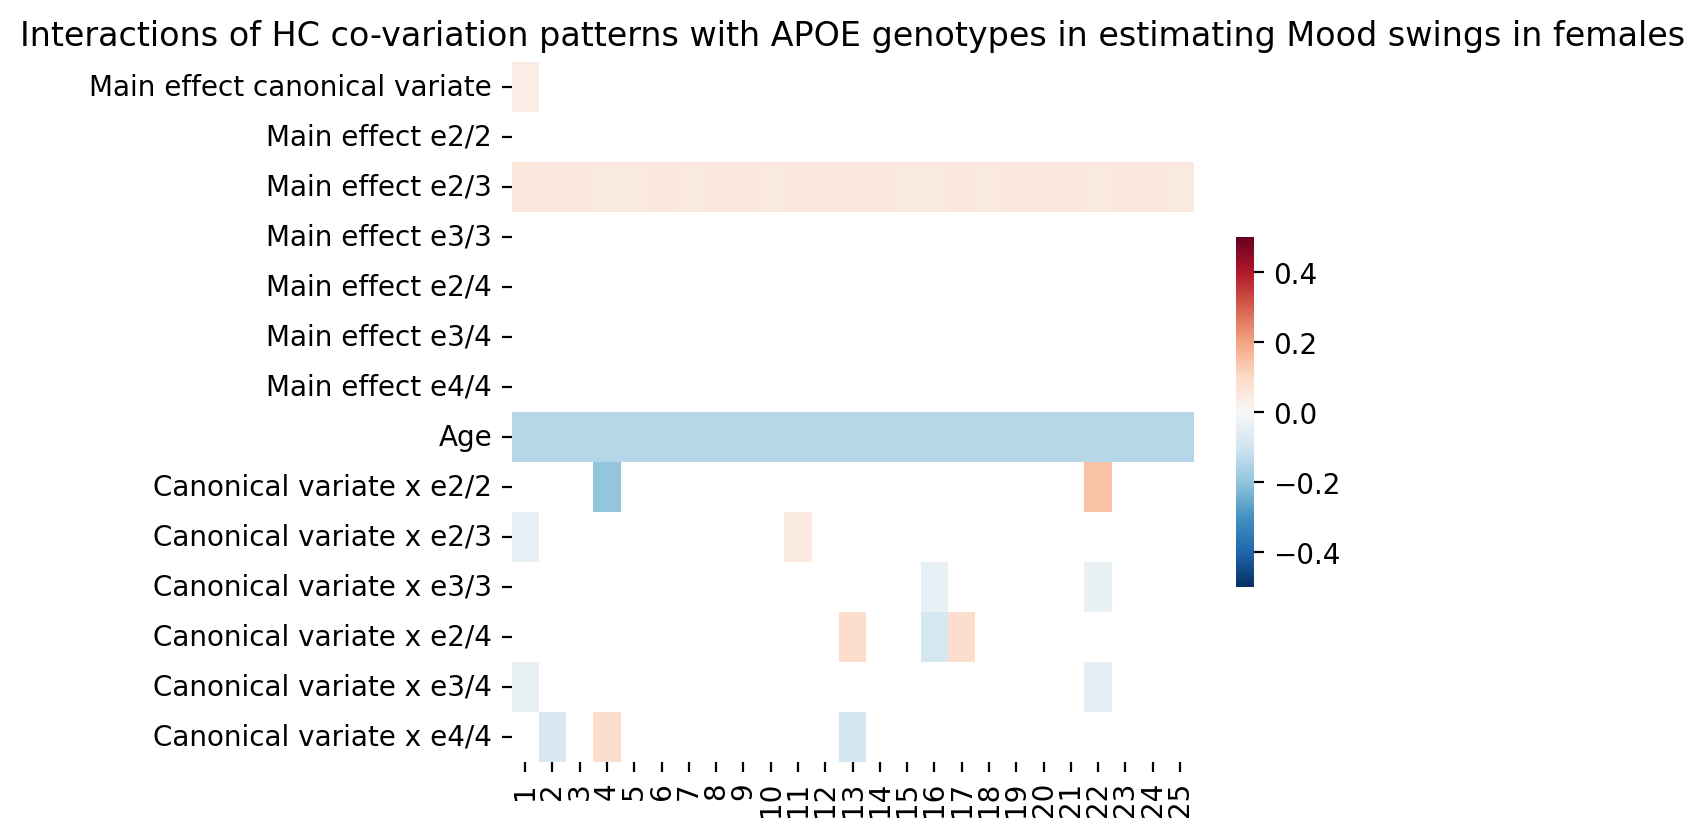 Interactions of HC co-variation patterns with APOE genotypes in estimating Mood swings in females
Main effect canonical variate
Main effect e2/2
Main effect e2/3
Main effect e3/3
Main effect e2/4
Main effect e3/4
Main effect e4/4
Age
Canonical variate x e2/2
Canonical variate x e2/3
Canonical variate x e3/3
Canonical variate x e2/4
Canonical variate x e3/4
Canonical variate x e4/4
1 2 3 4 5 6 7 8 9 10 11 12 13 14 15 16 17 18 19 20 21 22 23 24 25
0.4
0.2
0.0
−0.2
−0.4